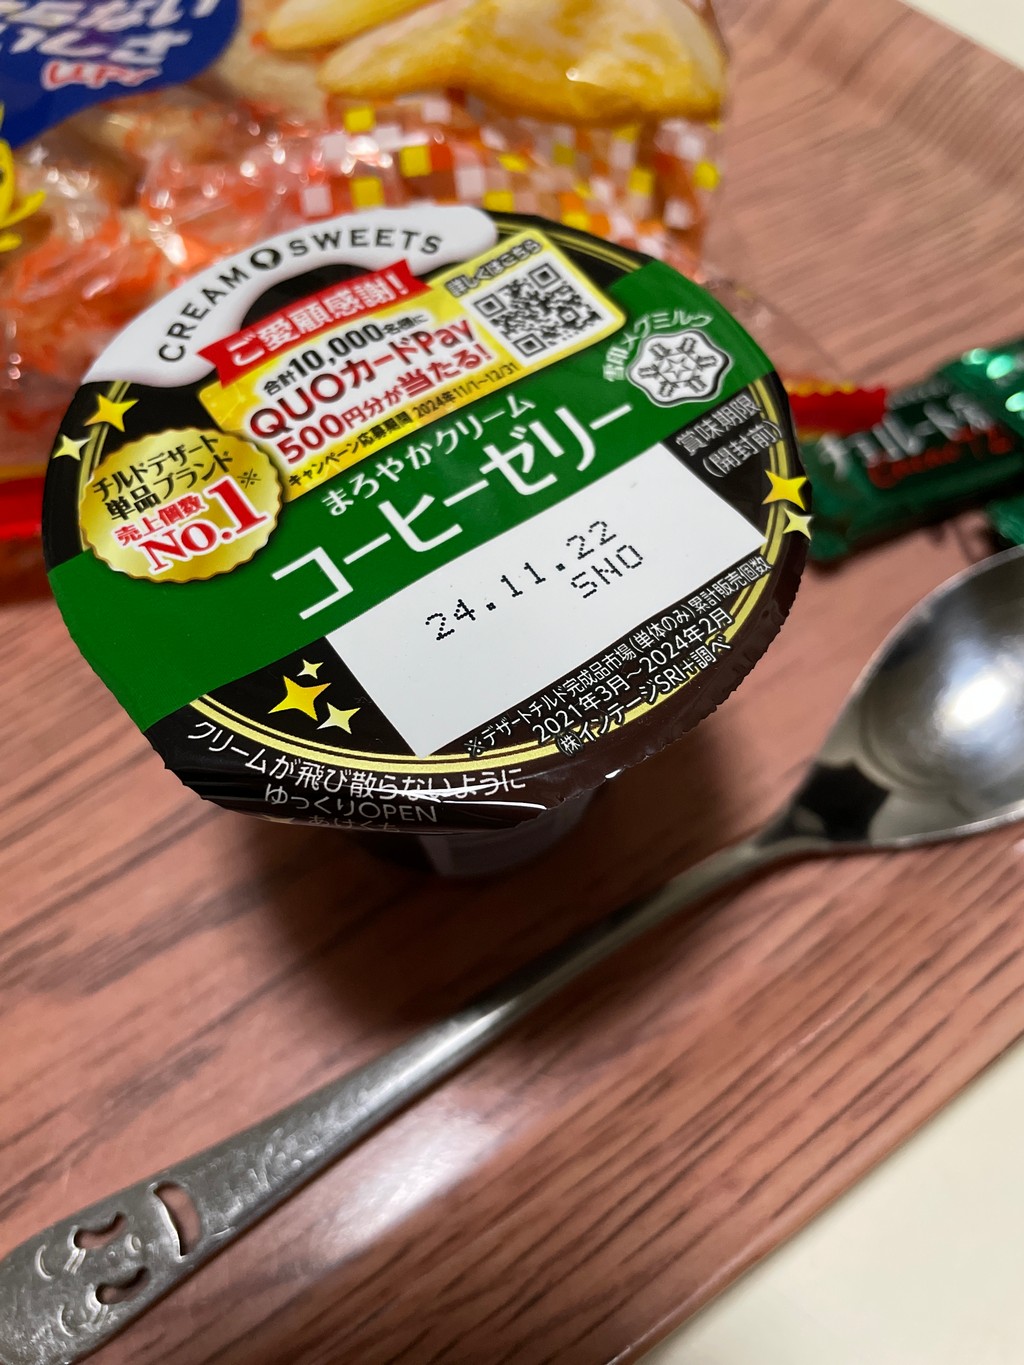 CREAM SWEETS
ご愛顧感謝!
合計10,000名様に
QUOカードPay
500円分が当たる!
キャンペーン応募期間 2024年11/1~12/31
詳しくはこちら
雪印メグミルク
チルドデザート
単品ブランド※
売上個数
No.1
まろやかクリーム
コーヒーゼリー
賞味期限
(開封前)
24.11.22
SNO
※デザートチルド完成品市場(単体のみ)累計販売個数
2021年3月~2024年2月
(株)インテージSRI+調べ
クリームが飛び散らないように
ゆっくりOPEN
あけくち